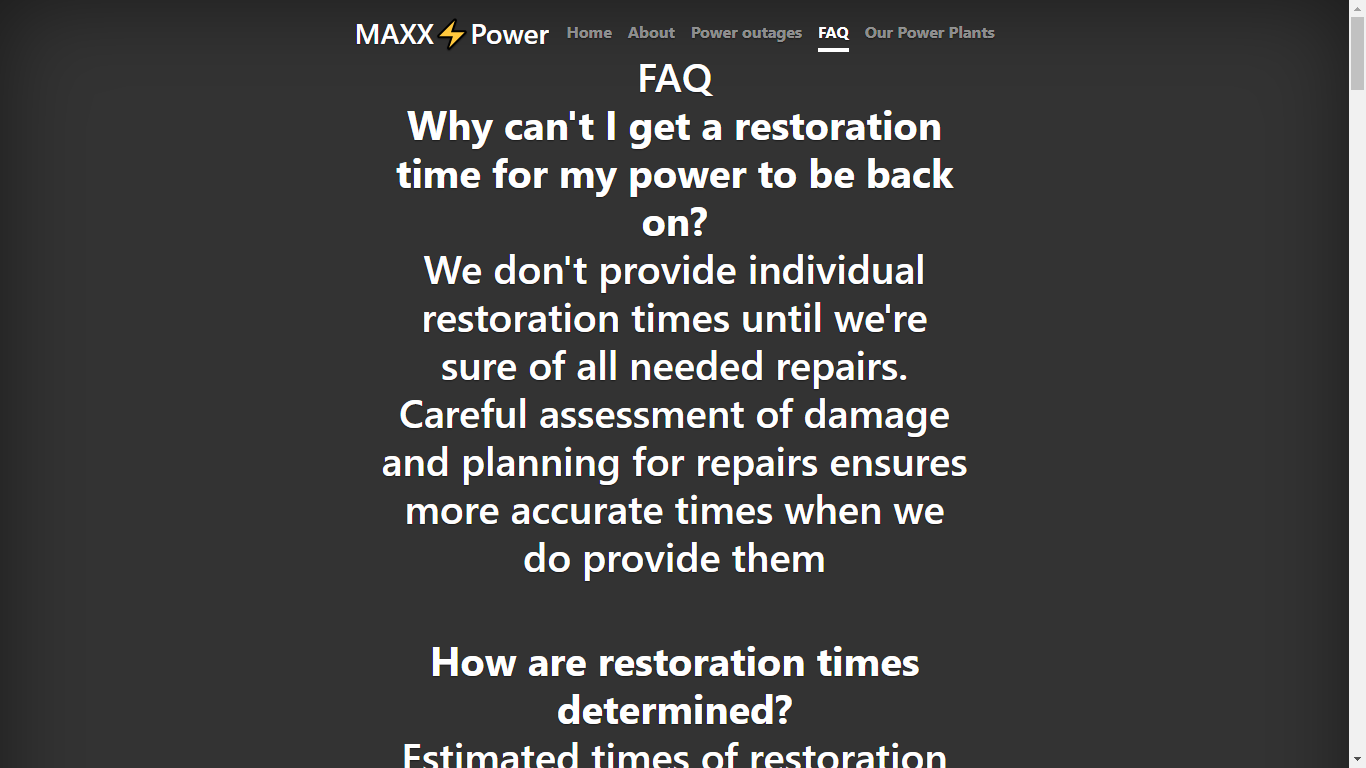 MAXX⚡Power Home About Power outages FAQ Our Power Plants
FAQ
Why can't I get a restoration
time for my power to be back
on?
We don't provide individual
restoration times until we're
sure of all needed repairs.
Careful assessment of damage
and planning for repairs ensures
more accurate times when we
do provide them
How are restoration times
determined?
Estimated times of restoration